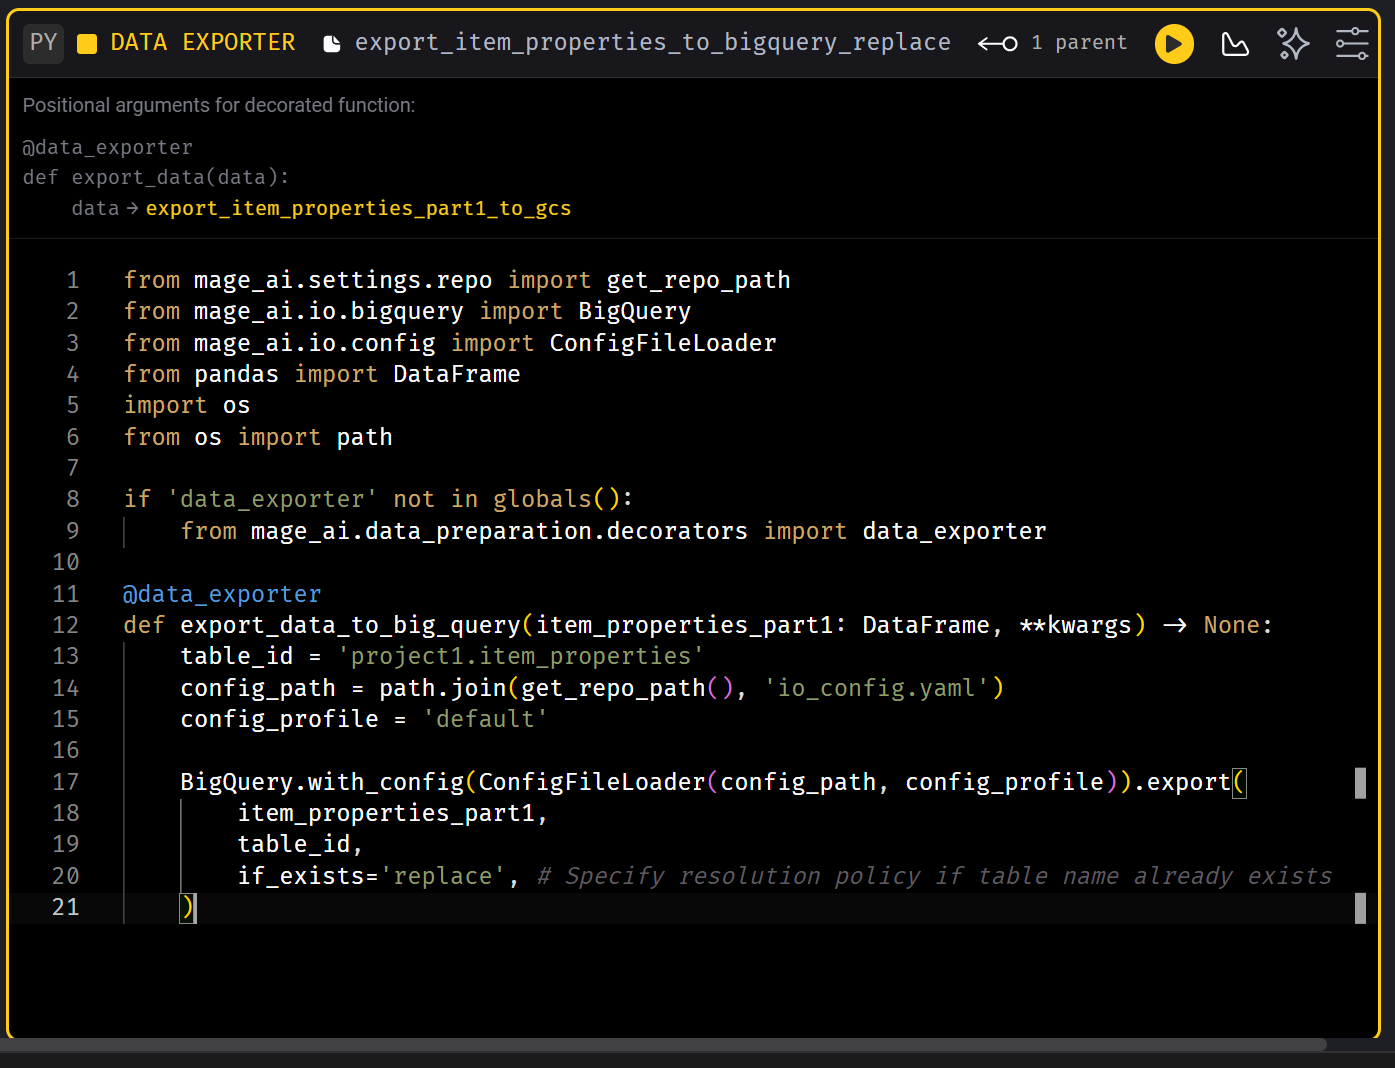 PY DATA EXPORTER export_item_properties_to_bigquery_replace 1 parent
Positional arguments for decorated function:
@data_exporter
def export_data(data):
    data → export_item_properties_part1_to_gcs
1 from mage_ai.settings.repo import get_repo_path
2 from mage_ai.io.bigquery import BigQuery
3 from mage_ai.io.config import ConfigFileLoader
4 from pandas import DataFrame
5 import os
6 from os import path
7
8 if 'data_exporter' not in globals():
9     from mage_ai.data_preparation.decorators import data_exporter
10
11 @data_exporter
12 def export_data_to_big_query(item_properties_part1: DataFrame, **kwargs) -> None:
13     table_id = 'project1.item_properties'
14     config_path = path.join(get_repo_path(), 'io_config.yaml')
15     config_profile = 'default'
16
17     BigQuery.with_config(ConfigFileLoader(config_path, config_profile)).export(
18         item_properties_part1,
19         table_id,
20         if_exists='replace', # Specify resolution policy if table name already exists
21     )